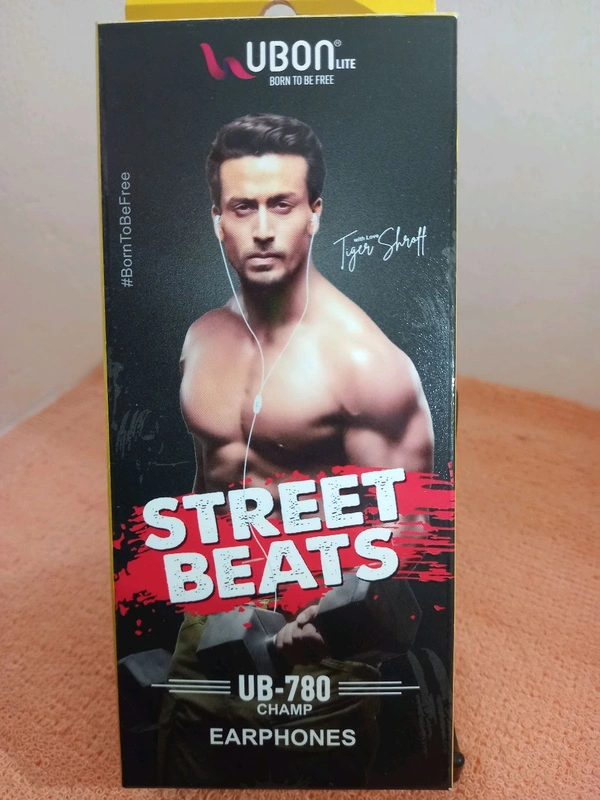 UBON® LITE
BORN TO BE FREE
#BornToBeFree
with Love
Tiger Shroff
STREET
BEATS
UB-780
CHAMP
EARPHONES